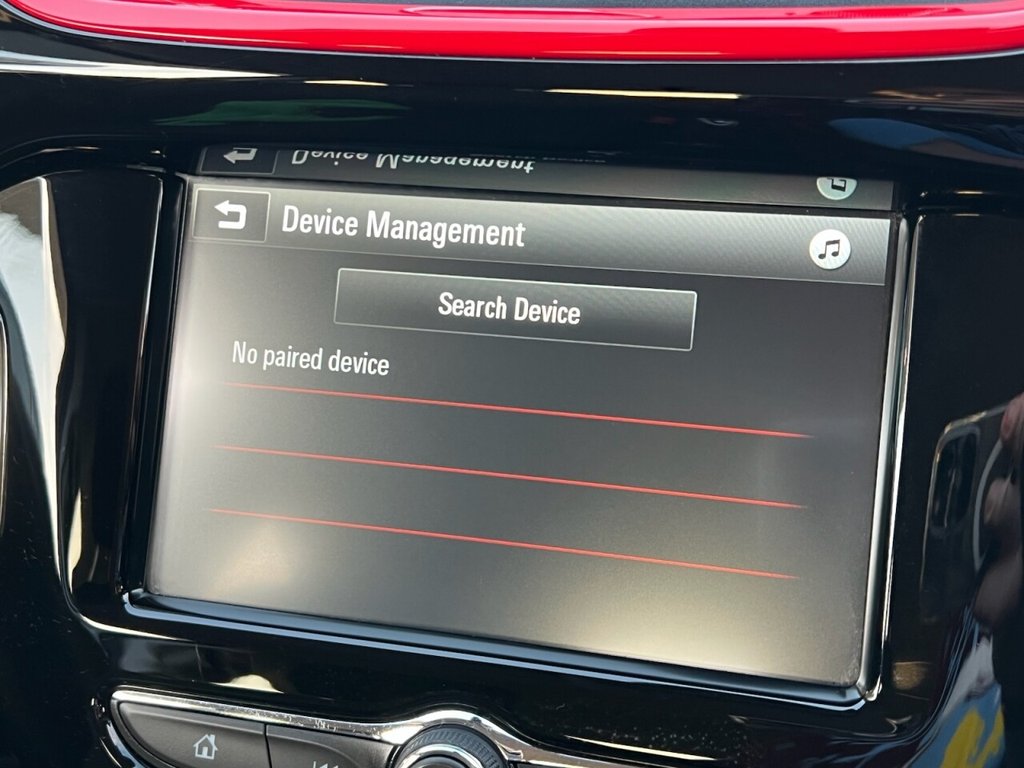 Device Management
Search Device
No paired device